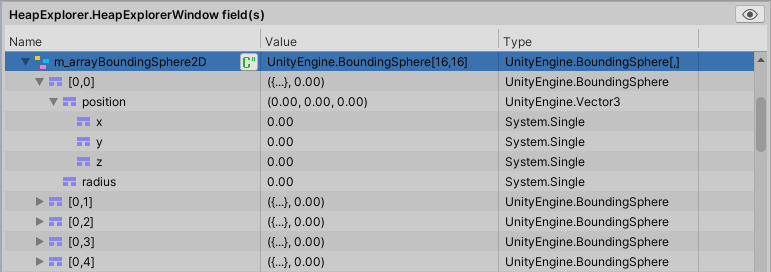 HeapExplorer.HeapExplorerWindow field(s)
Name Value Type
m_arrayBoundingSphere2D C# UnityEngine.BoundingSphere[16,16] UnityEngine.BoundingSphere[,]
[0,0] ({...}, 0.00) UnityEngine.BoundingSphere
position (0.00, 0.00, 0.00) UnityEngine.Vector3
x 0.00 System.Single
y 0.00 System.Single
z 0.00 System.Single
radius 0.00 System.Single
[0,1] ({...}, 0.00) UnityEngine.BoundingSphere
[0,2] ({...}, 0.00) UnityEngine.BoundingSphere
[0,3] ({...}, 0.00) UnityEngine.BoundingSphere
[0,4] ({...}, 0.00) UnityEngine.BoundingSphere